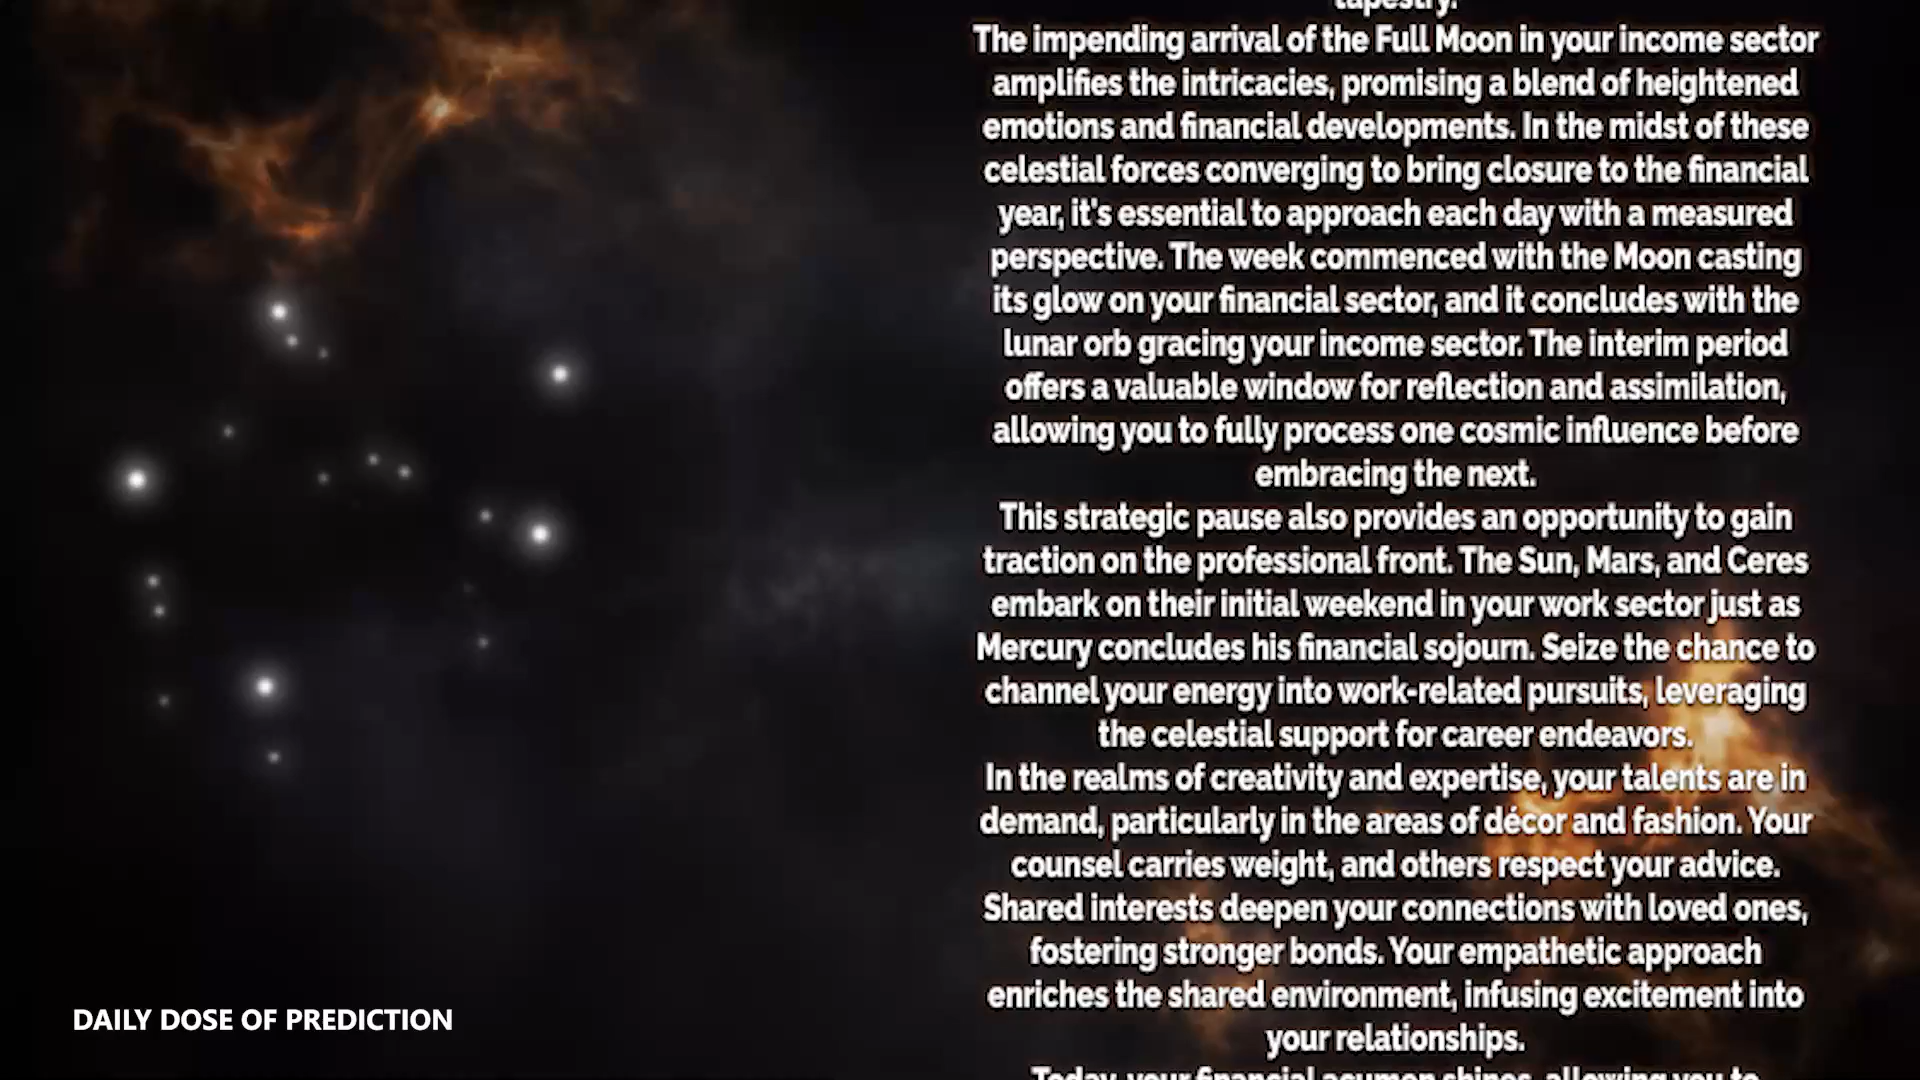 tapestry.
The impending arrival of the Full Moon in your income sector
amplifies the intricacies, promising a blend of heightened
emotions and financial developments. In the midst of these
celestial forces converging to bring closure to the financial
year, it's essential to approach each day with a measured
perspective. The week commenced with the Moon casting
its glow on your financial sector, and it concludes with the
lunar orb gracing your income sector. The interim period
offers a valuable window for reflection and assimilation,
allowing you to fully process one cosmic influence before
embracing the next.
This strategic pause also provides an opportunity to gain
traction on the professional front. The Sun, Mars, and Ceres
embark on their initial weekend in your work sector just as
Mercury concludes his financial sojourn. Seize the chance to
channel your energy into work-related pursuits, leveraging
the celestial support for career endeavors.
In the realms of creativity and expertise, your talents are in
demand, particularly in the areas of décor and fashion. Your
counsel carries weight, and others respect your advice.
Shared interests deepen your connections with loved ones,
fostering stronger bonds. Your empathetic approach
enriches the shared environment, infusing excitement into
your relationships.
Today, your financial acumen shines, allowing you to
DAILY DOSE OF PREDICTION